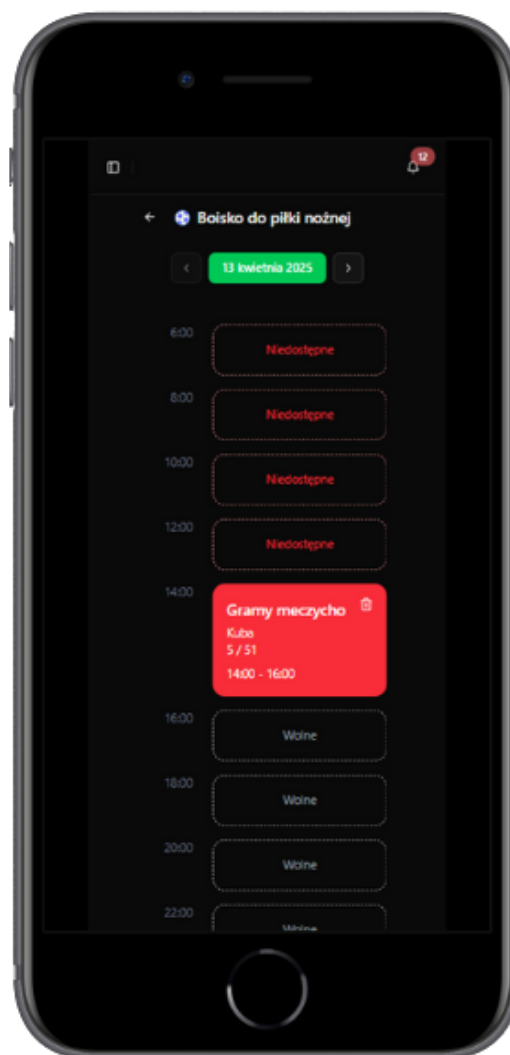 12
Boisko do piłki nożnej
13 kwietnia 2025
6:00
Niedostępne
8:00
Niedostępne
10:00
Niedostępne
12:00
Niedostępne
14:00
Gramy meczycho
Kuba
5 / 51
14:00 - 16:00
16:00
Wolne
18:00
Wolne
20:00
Wolne
22:00
Wolne